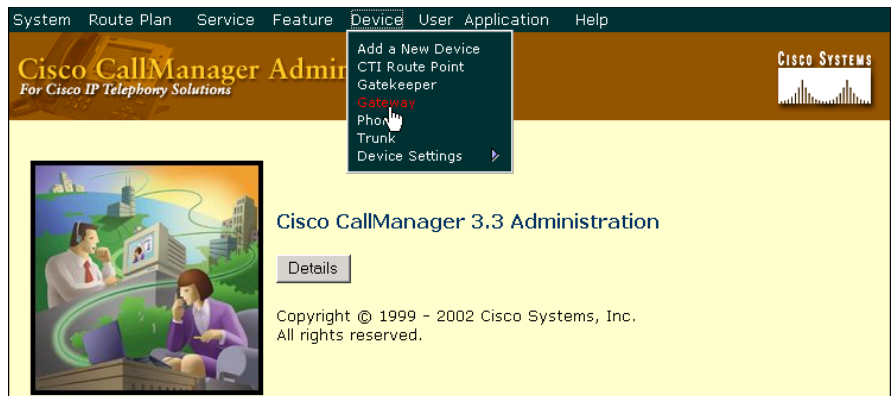 System Route Plan Service Feature Device User Application Help
Cisco CallManager Admin
For Cisco IP Telephony Solutions
CISCO SYSTEMS
Add a New Device
CTI Route Point
Gatekeeper
Gateway
Trunk
Device Settings
Cisco CallManager 3.3 Administration
Details
Copyright © 1999 - 2002 Cisco Systems, Inc.
All rights reserved.